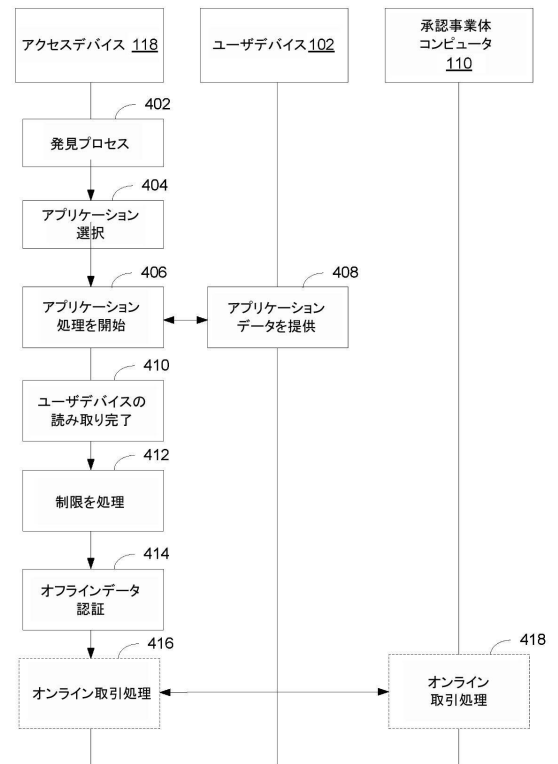 アクセスデバイス 118
ユーザデバイス102
承認事業体
コンピュータ
110
402
発見プロセス
404
アプリケーション
選択
406
アプリケーション
処理を開始
408
アプリケーション
データを提供
410
ユーザデバイスの
読み取り完了
412
制限を処理
414
オフラインデータ
認証
416
オンライン取引処理
418
オンライン
取引処理